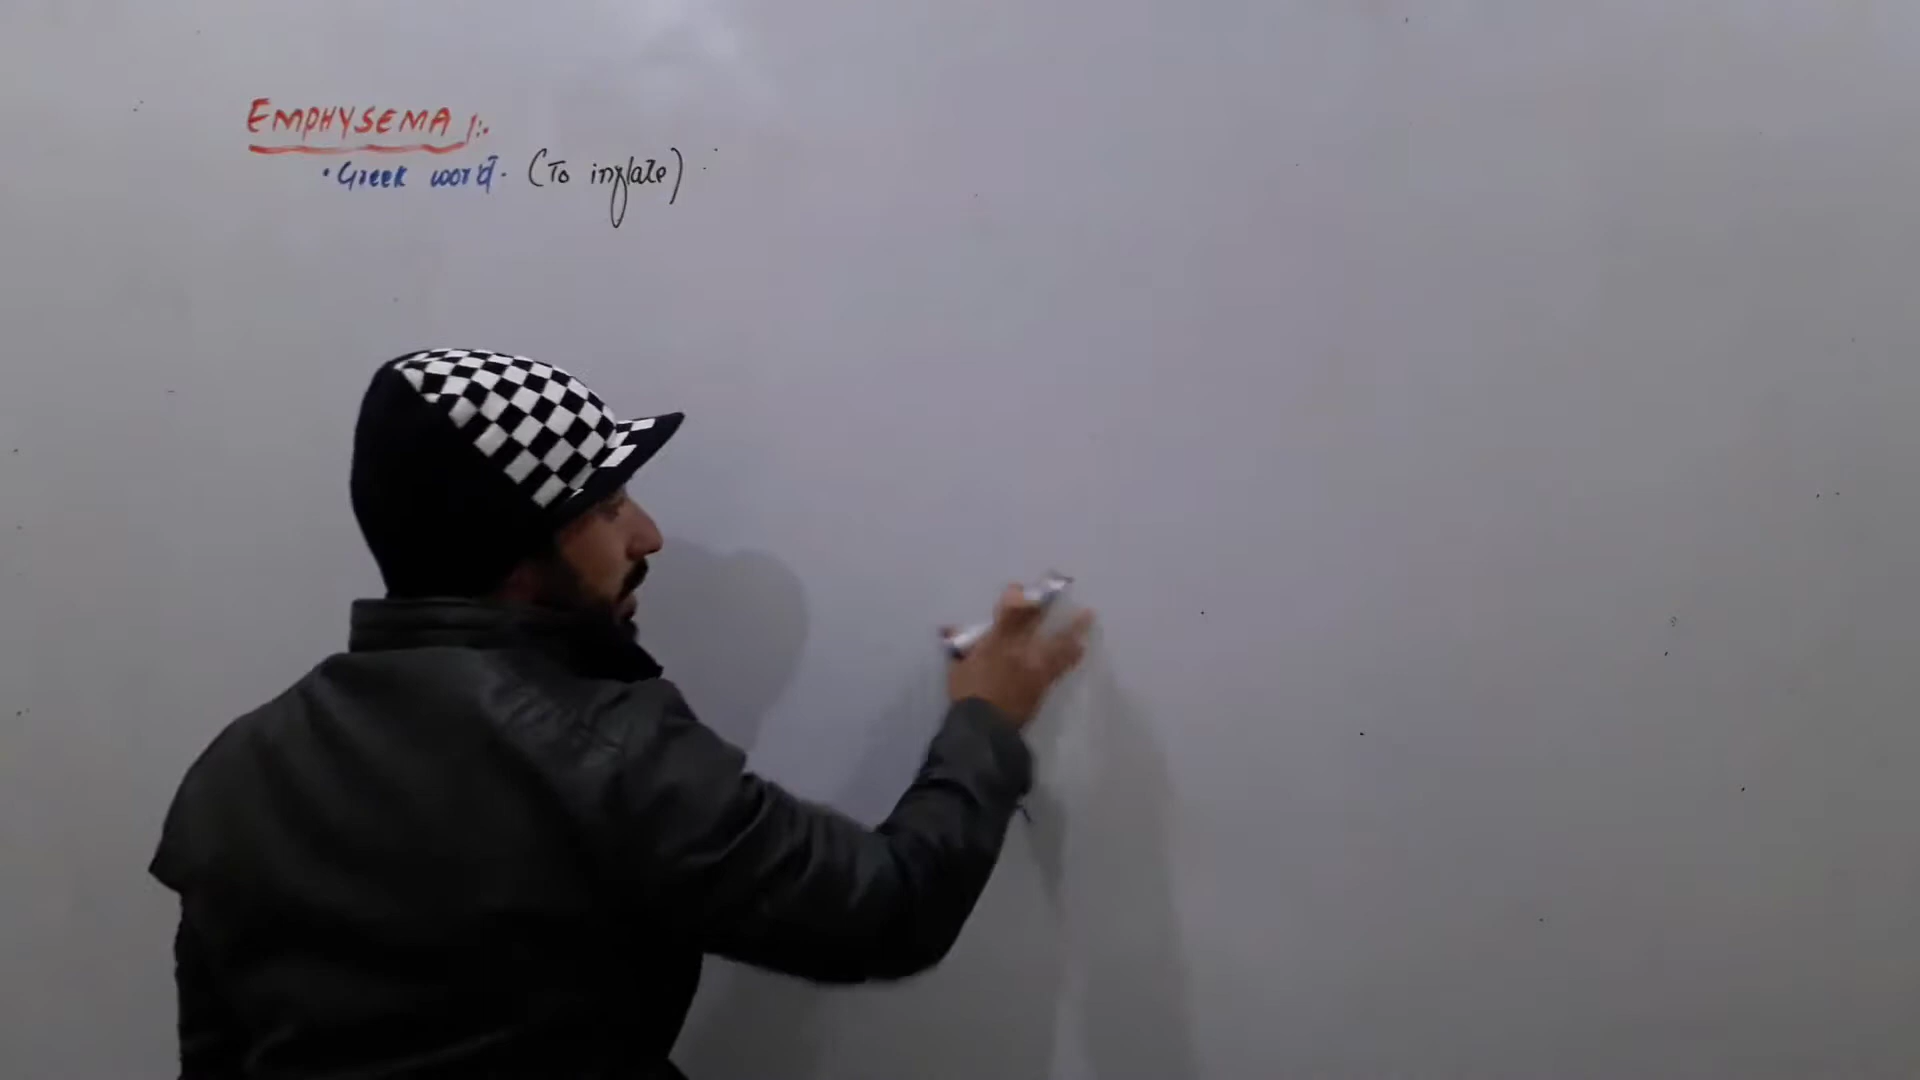 EMPHYSEMA :-
• Greek word. (To inflate)